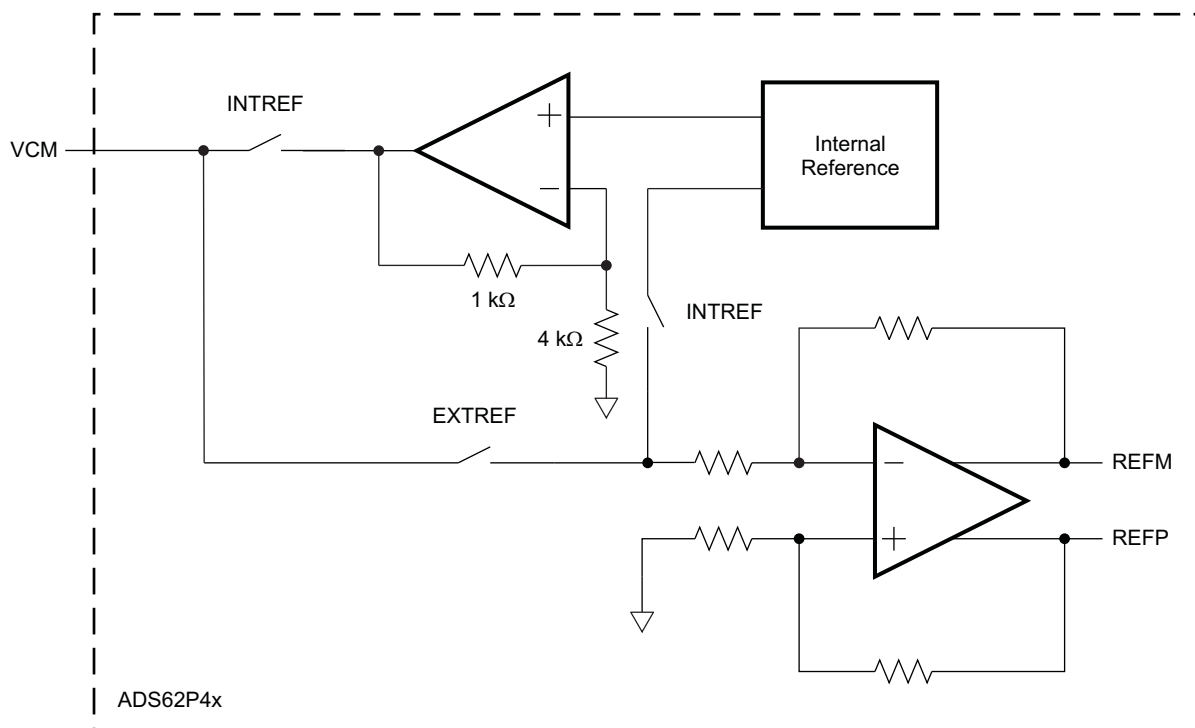 INTREF
VCM
+
−
Internal
Reference
1 kΩ
4 kΩ
INTREF
EXTREF
−
+
REFM
REFP
ADS62P4x